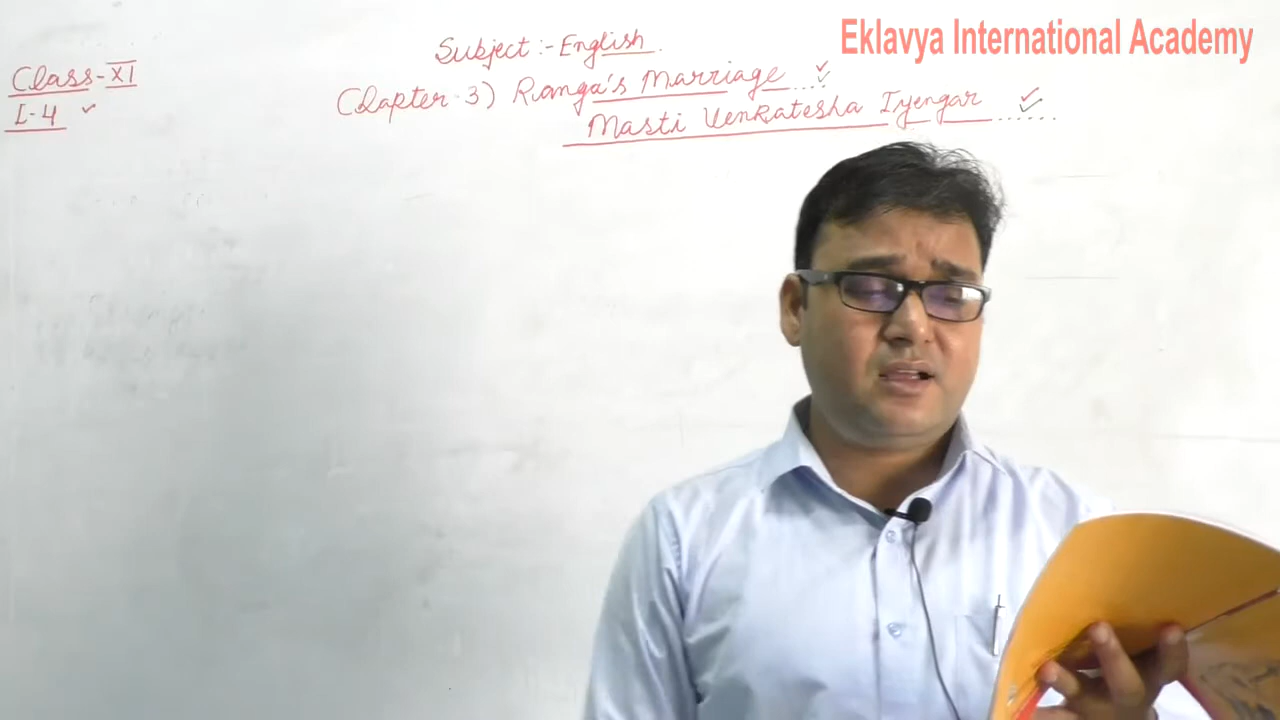 Eklavya International Academy
Subject :- English.
Class-XI
L-4 ✓
Chapter-3) Ranga's Marriage ...
Masti Venkatesha Iyengar ......